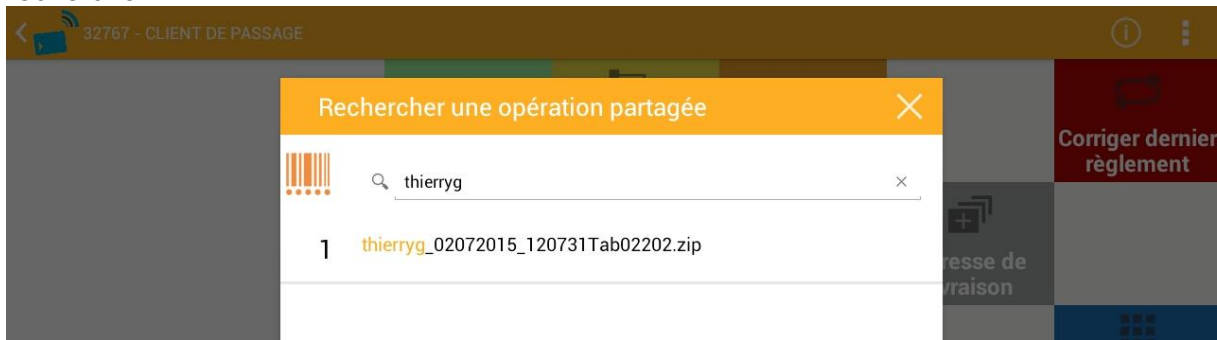 32767 - CLIENT DE PASSAGE
Rechercher une opération partagée
Corriger dernier
règlement
thierryg
1 thierryg_02072015_120731Tab02202.zip
resse de
vraison